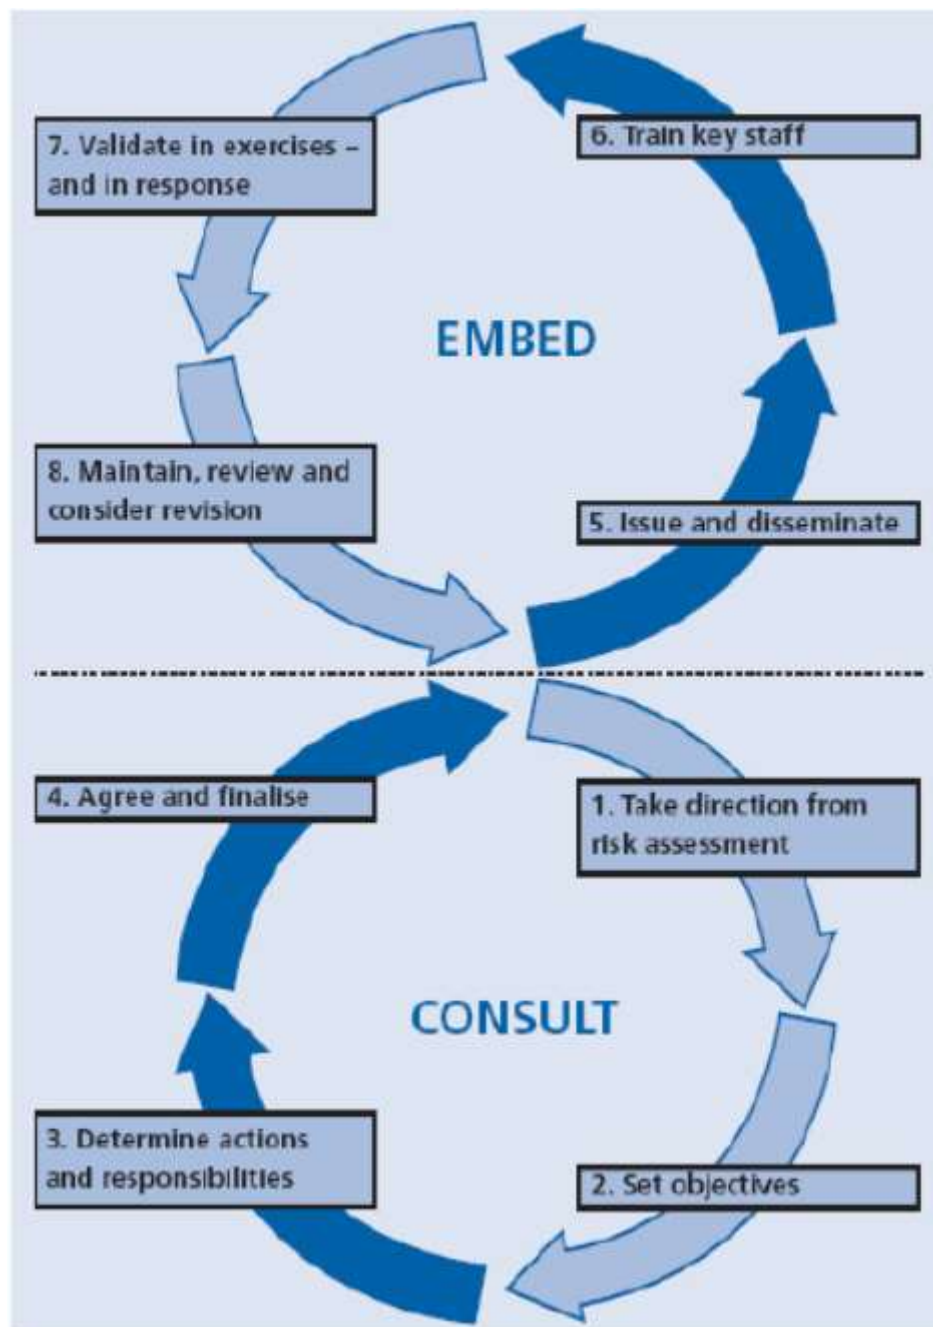 7. Validate in exercises –
and in response
6. Train key staff
EMBED
8. Maintain, review and
consider revision
5. Issue and disseminate
4. Agree and finalise
1. Take direction from
risk assessment
CONSULT
3. Determine actions
and responsibilities
2. Set objectives